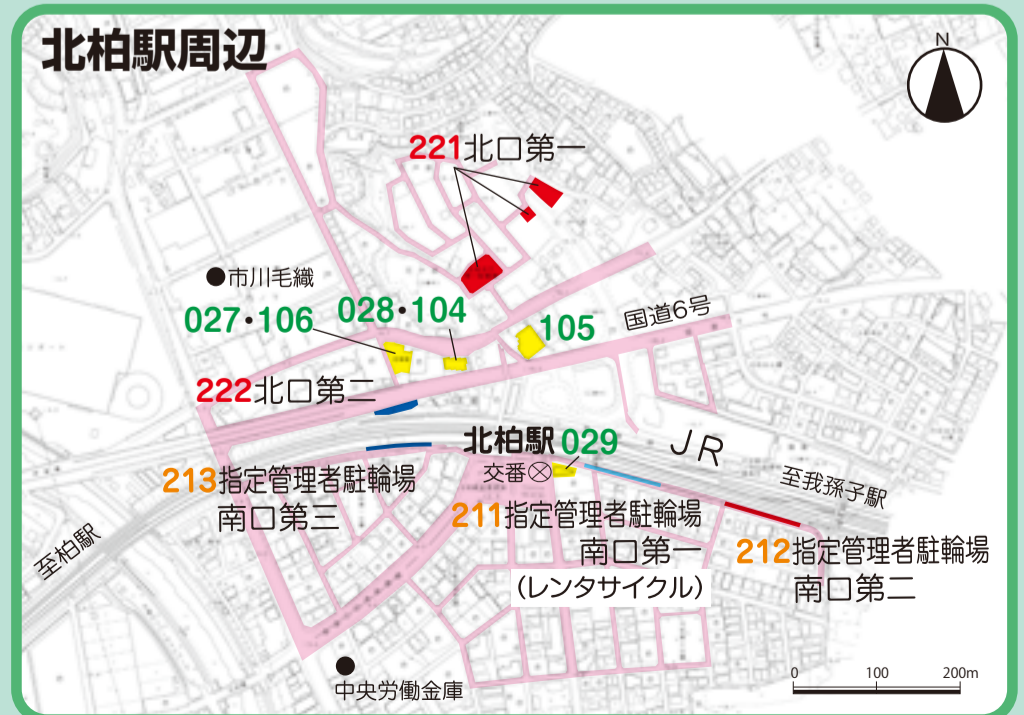 北柏駅周辺
N
221北口第一
●市川毛織
027・106
028・104
105
国道6号
222北口第二
北柏駅 029
交番
JR
至我孫子駅
213指定管理者駐輪場
南口第三
211指定管理者駐輪場
南口第一
(レンタサイクル)
212指定管理者駐輪場
南口第二
至柏駅
中央労働金庫
0 100 200m